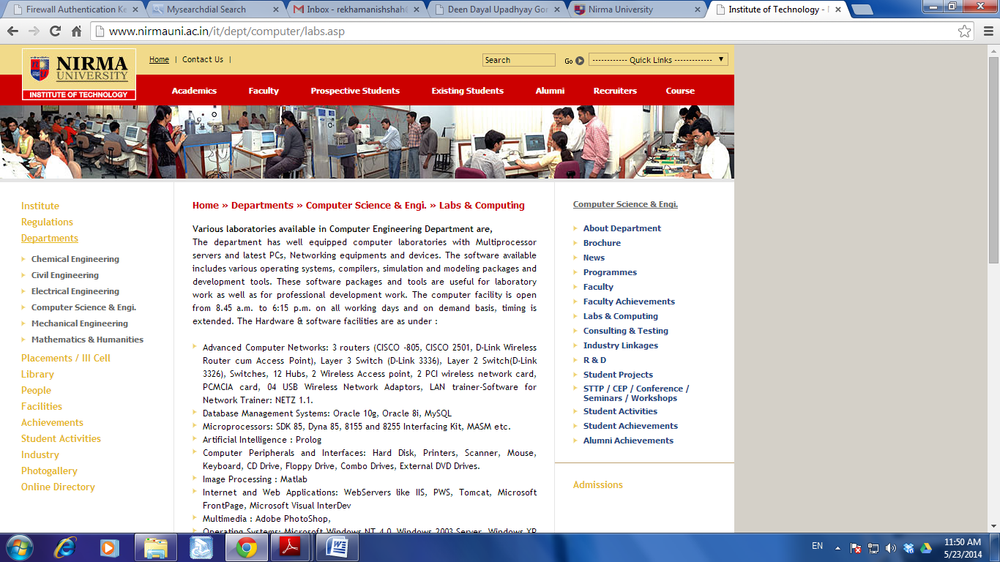 Firewall Authentication Ke
Mysearchdial Search
Inbox - rekhamanishshah@
Deen Dayal Upadhyay Gor
Nirma University
Institute of Technology -
www.nirmauni.ac.in/it/dept/computer/labs.asp
NIRMA
UNIVERSITY
INSTITUTE OF TECHNOLOGY
Home | Contact Us |
Search
Go
------------ Quick Links -------------
Academics Faculty Prospective Students Existing Students Alumni Recruiters Course
Institute
Regulations
Departments
Chemical Engineering
Civil Engineering
Electrical Engineering
Computer Science & Engi.
Mechanical Engineering
Mathematics & Humanities
Placements / III Cell
Library
People
Facilities
Achievements
Student Activities
Industry
Photogallery
Online Directory
Home » Departments » Computer Science & Engi. » Labs & Computing
Various laboratories available in Computer Engineering Department are,
The department has well equipped computer laboratories with Multiprocessor
servers and latest PCs, Networking equipments and devices. The software available
includes various operating systems, compilers, simulation and modeling packages and
development tools. These software packages and tools are useful for laboratory
work as well as for professional development work. The computer facility is open
from 8.45 a.m. to 6:15 p.m. on all working days and on demand basis, timing is
extended. The Hardware & software facilities are as under :
Advanced Computer Networks: 3 routers (CISCO -805, CISCO 2501, D-Link Wireless
Router cum Access Point), Layer 3 Switch (D-Link 3336), Layer 2 Switch(D-Link
3326), Switches, 12 Hubs, 2 Wireless Access point, 2 PCI wireless network card,
PCMCIA card, 04 USB Wireless Network Adaptors, LAN trainer-Software for
Network Trainer: NETZ 1.1.
Database Management Systems: Oracle 10g, Oracle 8i, MySQL
Microprocessors: SDK 85, Dyna 85, 8155 and 8255 Interfacing Kit, MASM etc.
Artificial Intelligence : Prolog
Computer Peripherals and Interfaces: Hard Disk, Printers, Scanner, Mouse,
Keyboard, CD Drive, Floppy Drive, Combo Drives, External DVD Drives.
Image Processing : Matlab
Internet and Web Applications: WebServers like IIS, PWS, Tomcat, Microsoft
FrontPage, Microsoft Visual InterDev
Multimedia : Adobe PhotoShop,
Operating Systems: Microsoft Windows NT 4.0, Windows 2003 Server, Windows XP
Computer Science & Engi.
About Department
Brochure
News
Programmes
Faculty
Faculty Achievements
Labs & Computing
Consulting & Testing
Industry Linkages
R & D
Student Projects
STTP / CEP / Conference /
Seminars / Workshops
Student Activities
Student Achievements
Alumni Achievements
Admissions
EN
11:50 AM
5/23/2014